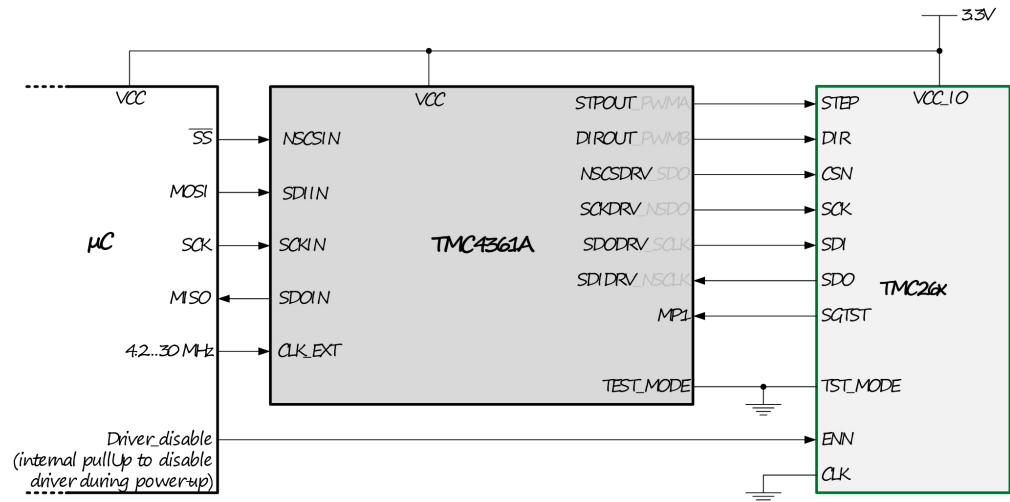 3.3V
VCC
VCC
VCC_IO
SS
MOSI
SCK
MISO
4.2...30 MHz
µC
Driver_disable
(internal pullUp to disable
driver during power-up)
NSCSIN
SDIIN
SCKIN
SDOIN
CLK_EXT
TMC4361A
STPOUT_PWMA
DIROUT_PWMB
NSCSDRV_SDO
SCKDRV_NSDO
SDODRV_SCLK
SDIDRV_NSCLK
MP1
TEST_MODE
STEP
DIR
CSN
SCK
SDI
SDO
SGTST
TST_MODE
ENN
CLK
TMC26x